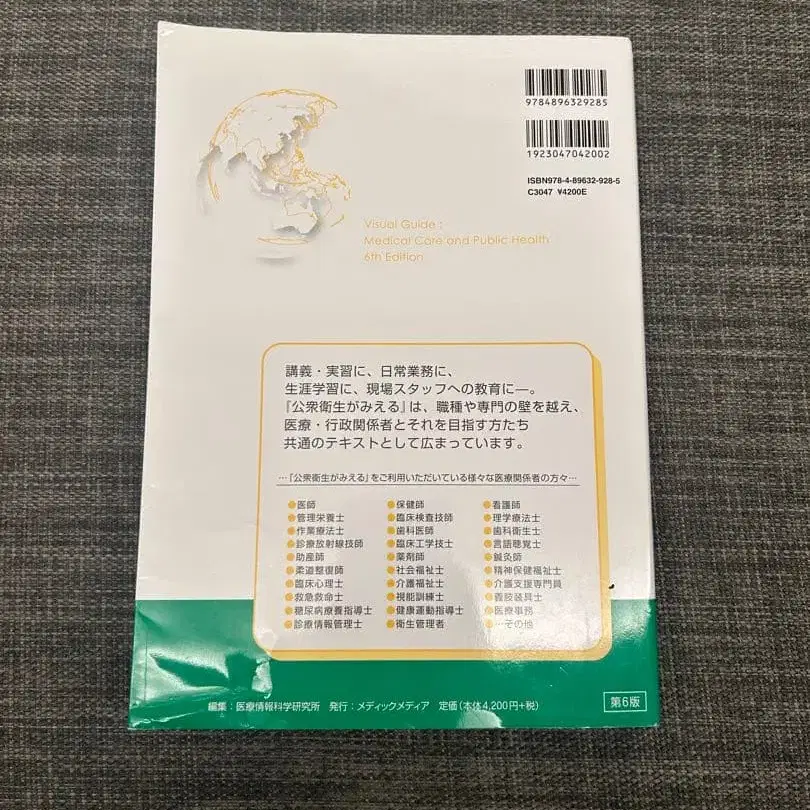 9784896329285
1923047042002
ISBN978-4-89632-928-5
C3047 ¥4200E
Visual Guide :
Medical Care and Public Health
6th Edition
講義・実習に、日常業務に、
生涯学習に、現場スタッフへの教育に―。
『公衆衛生がみえる』は、職種や専門の壁を越え、
医療・行政関係者とそれを目指す方たち
共通のテキストとして広まっています。
…『公衆衛生がみえる』をご利用いただいている様々な医療関係者の方々…
●医師 ●保健師 ●看護師
●管理栄養士 ●臨床検査技師 ●理学療法士
●作業療法士 ●歯科医師 ●歯科衛生士
●診療放射線技師 ●臨床工学技士 ●言語聴覚士
●助産師 ●薬剤師 ●鍼灸師
●柔道整復師 ●社会福祉士 ●精神保健福祉士
●臨床心理士 ●介護福祉士 ●介護支援専門員
●救急救命士 ●視能訓練士 ●義肢装具士
●糖尿病療養指導士 ●健康運動指導士 ●医療事務
●診療情報管理士 ●衛生管理者 ●…その他
編集：医療情報科学研究所 発行：メディックメディア 定価（本体4,200円+税） 第6版